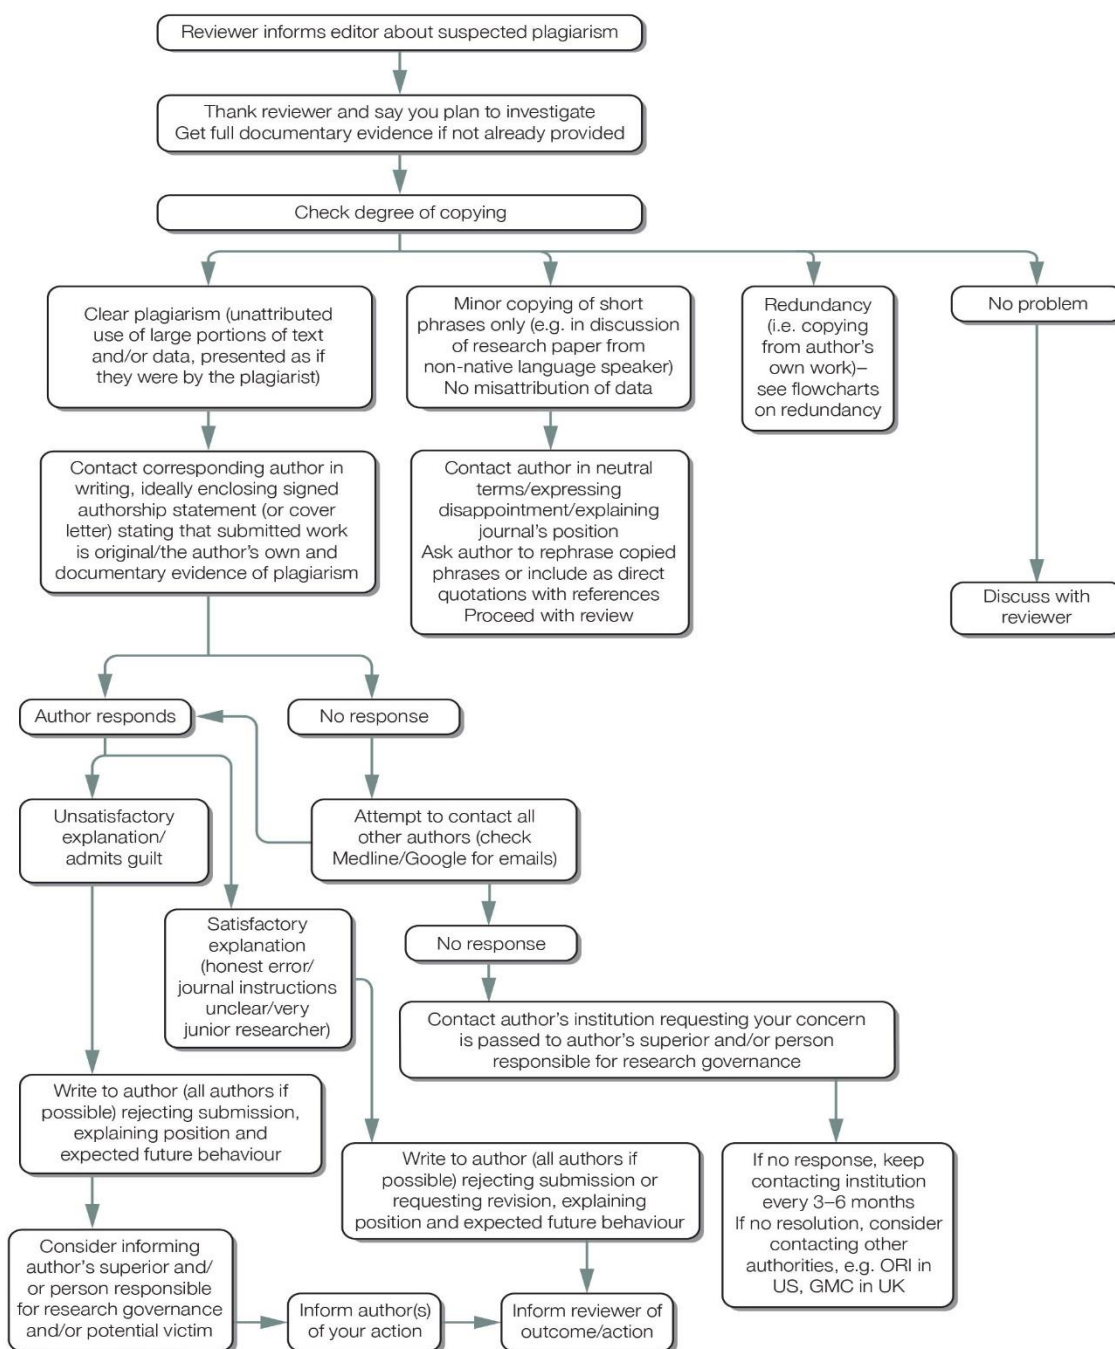 Reviewer informs editor about suspected plagiarism
Thank reviewer and say you plan to investigate
Get full documentary evidence if not already provided
Check degree of copying
Clear plagiarism (unattributed
use of large portions of text
and/or data, presented as if
they were by the plagiarist)
Minor copying of short
phrases only (e.g. in discussion
of research paper from
non-native language speaker)
No misattribution of data
Redundancy
(i.e. copying
from author's
own work)–
see flowcharts
on redundancy
No problem
Contact corresponding author in
writing, ideally enclosing signed
authorship statement (or cover
letter) stating that submitted work
is original/the author's own and
documentary evidence of plagiarism
Contact author in neutral
terms/expressing
disappointment/explaining
journal's position
Ask author to rephrase copied
phrases or include as direct
quotations with references
Proceed with review
Discuss with
reviewer
Author responds
No response
Unsatisfactory
explanation/
admits guilt
Attempt to contact all
other authors (check
Medline/Google for emails)
Satisfactory
explanation
(honest error/
journal instructions
unclear/very
junior researcher)
No response
Contact author's institution requesting your concern
is passed to author's superior and/or person
responsible for research governance
Write to author (all authors if
possible) rejecting submission,
explaining position and
expected future behaviour
Write to author (all authors if
possible) rejecting submission or
requesting revision, explaining
position and expected future behaviour
If no response, keep
contacting institution
every 3–6 months
If no resolution, consider
contacting other
authorities, e.g. ORI in
US, GMC in UK
Consider informing
author's superior and/
or person responsible
for research governance
and/or potential victim
Inform author(s)
of your action
Inform reviewer of
outcome/action